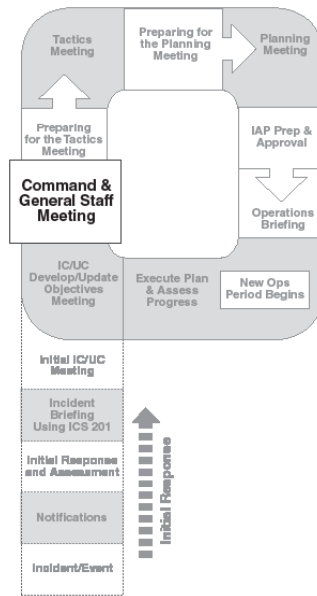 Tactics
Meeting
Preparing for
the Planning
Meeting
Planning
Meeting
Preparing
for the Tactics
Meeting
IAP Prep &
Approval
Command &
General Staff
Meeting
Operations
Briefing
IC/UC
Develop/Update
Objectives
Meeting
Execute Plan
& Assess
Progress
New Ops
Period Begins
Initial IC/UC
Meeting
Incident
Briefing
Using ICS 201
Initial Response
and Assessment
Notifications
Incident/Event
Initial Response